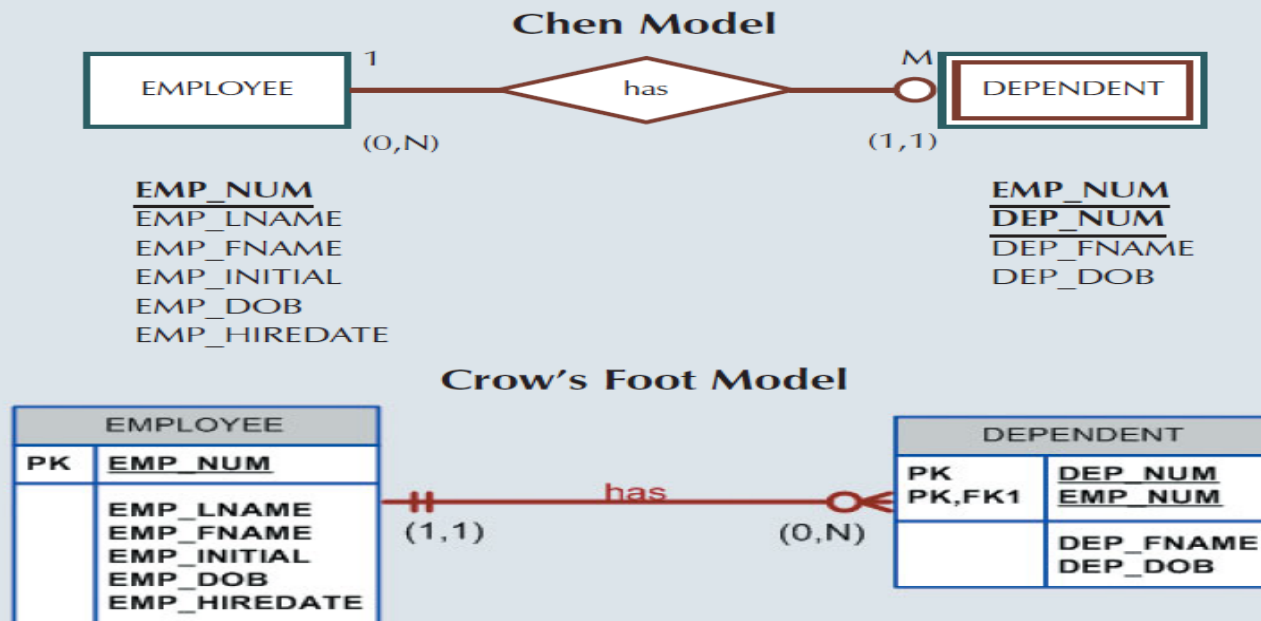 Chen Model
1
M
EMPLOYEE
has
DEPENDENT
(0,N)
(1,1)
EMP_NUM
EMP_LNAME
EMP_FNAME
EMP_INITIAL
EMP_DOB
EMP_HIREDATE
EMP_NUM
DEP_NUM
DEP_FNAME
DEP_DOB
Crow's Foot Model
EMPLOYEE
PK EMP_NUM
EMP_LNAME
EMP_FNAME
EMP_INITIAL
EMP_DOB
EMP_HIREDATE
has
(1,1)
(0,N)
DEPENDENT
PK DEP_NUM
PK,FK1 EMP_NUM
DEP_FNAME
DEP_DOB